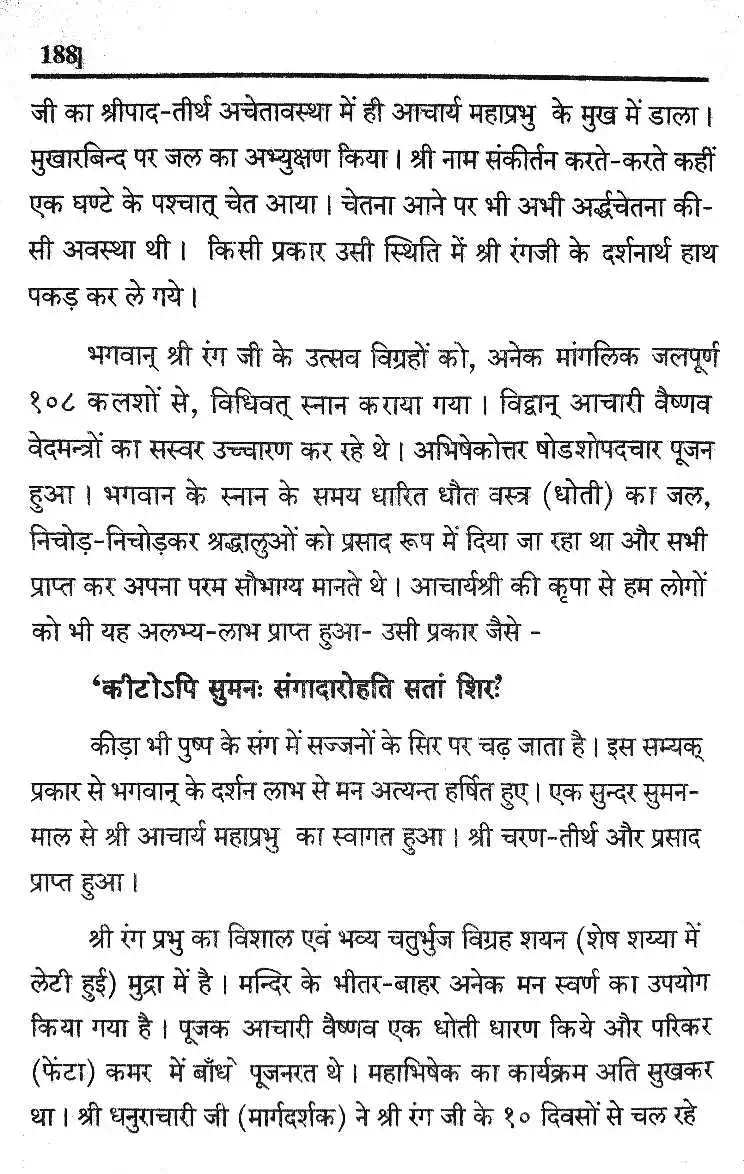 188]
जी का श्रीपाद-तीर्थ अचेतावस्था में ही आचार्य महाप्रभु के मुख में डाला।
मुखारबिन्द पर जल का अभ्युक्षण किया। श्री नाम संकीर्तन करते-करते कहीं
एक घण्टे के पश्चात् चेत आया। चेतना आने पर भी अभी अर्द्धचेतना की-
सी अवस्था थी। किसी प्रकार उसी स्थिति में श्री रंगजी के दर्शनार्थ हाथ
पकड़ कर ले गये।
भगवान् श्री रंग जी के उत्सव विग्रहों को, अनेक मांगलिक जलपूर्ण
१०८ कलशों से, विधिवत् स्नान कराया गया। विद्वान् आचारी वैष्णव
वेदमन्त्रों का सस्वर उच्चारण कर रहे थे। अभिषेकोत्तर षोडशोपदचार पूजन
हुआ। भगवान के स्नान के समय धारित धौत वस्त्र (धोती) का जल,
निचोड़-निचोड़कर श्रद्धालुओं को प्रसाद रूप में दिया जा रहा था और सभी
प्राप्त कर अपना परम सौभाग्य मानते थे। आचार्यश्री की कृपा से हम लोगों
को भी यह अलभ्य-लाभ प्राप्त हुआ- उसी प्रकार जैसे -
‘कीटोऽपि सुमनः संगादारोहति सतां शिरः’
कीड़ा भी पुष्प के संग में सज्जनों के सिर पर चढ़ जाता है। इस सम्यक्
प्रकार से भगवान् के दर्शन लाभ से मन अत्यन्त हर्षित हुए। एक सुन्दर सुमन-
माल से श्री आचार्य महाप्रभु का स्वागत हुआ। श्री चरण-तीर्थ और प्रसाद
प्राप्त हुआ।
श्री रंग प्रभु का विशाल एवं भव्य चतुर्भुज विग्रह शयन (शेष शय्या में
लेटी हुई) मुद्रा में है। मन्दिर के भीतर-बाहर अनेक मन स्वर्ण का उपयोग
किया गया है। पूजक आचारी वैष्णव एक धोती धारण किये और परिकर
(फेंटा) कमर में बाँधे पूजनरत थे। महाभिषेक का कार्यक्रम अति सुखकर
था। श्री धनुराचारी जी (मार्गदर्शक) ने श्री रंग जी के १० दिवसों से चल रहे